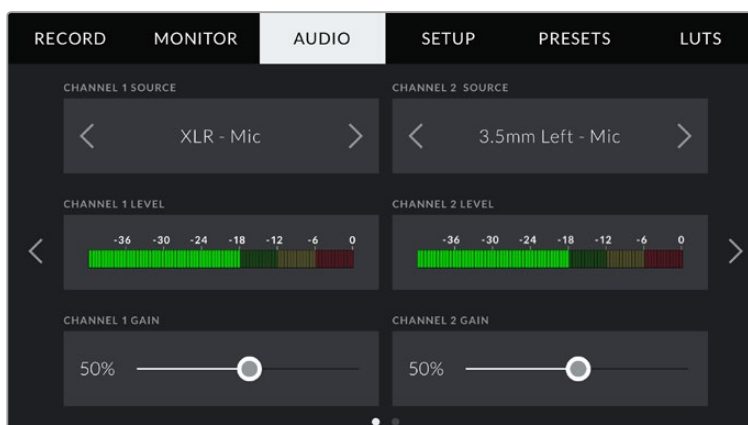 RECORD MONITOR AUDIO SETUP PRESETS LUTS
CHANNEL 1 SOURCE CHANNEL 2 SOURCE
XLR - Mic 3.5mm Left - Mic
CHANNEL 1 LEVEL CHANNEL 2 LEVEL
-36 -30 -24 -18 -12 -6 0 -36 -30 -24 -18 -12 -6 0
CHANNEL 1 GAIN CHANNEL 2 GAIN
50% 50%